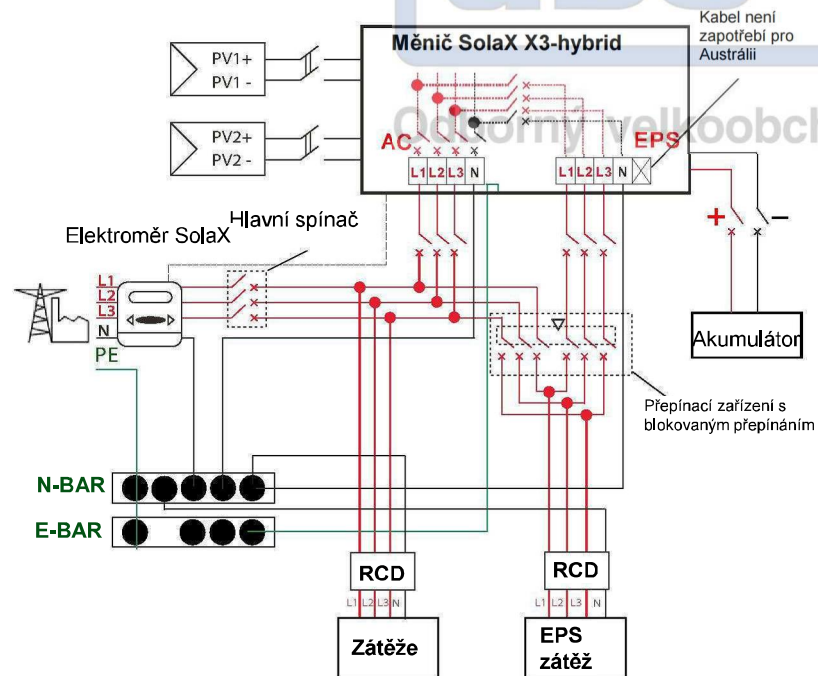 Kabel není
zapotřebí pro
Austrálii
Měnič SolaX X3-hybrid
PV1+
PV1 -
PV2+
PV2 -
Odborný velkoobch
AC
EPS
L1 L2 L3 N
L1 L2 L3 N
+ −
Elektroměr SolaX
Hlavní spínač
L1
L2
L3
N
PE
Akumulátor
Přepínací zařízení s
blokovaným přepínáním
N-BAR
E-BAR
RCD
RCD
L1 L2 L3 N
L1 L2 L3 N
Zátěže
EPS
zátěž